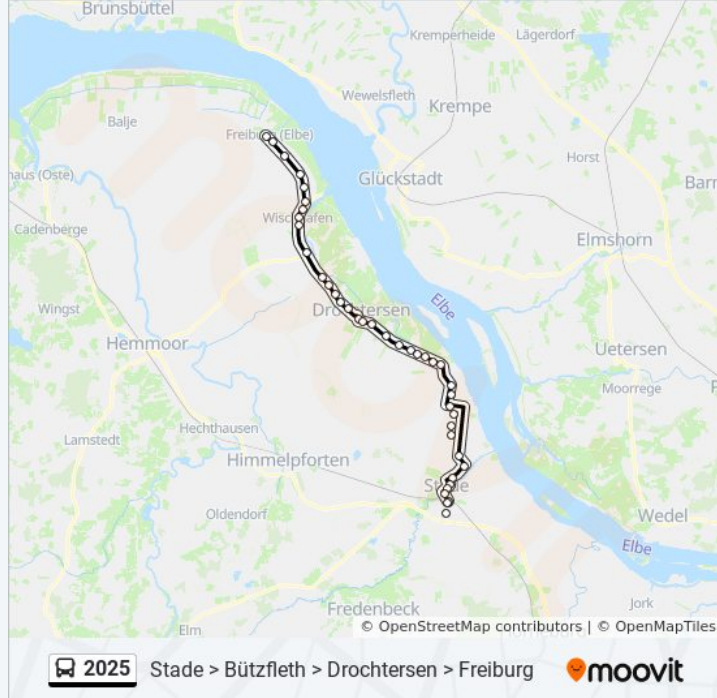 Brunsbüttel
Kremperheide
Lägerdorf
Wewelsfleth
Krempe
Balje
Freiburg (Elbe)
Horst
haus (Oste)
Glückstadt
Barn
Wischhafen
Cadenberge
Elmshorn
Wingst
Drochtersen
Elbe
Hemmoor
Uetersen
Moorrege
Hechthausen
Lamstedt
Himmelpforten
Stade
Oldendorf
Wedel
Elbe
Jork
Fredenbeck
Elm
© OpenStreetMap contributors | © OpenMapTiles
2025 Stade > Bützfleth > Drochtersen > Freiburg moovit